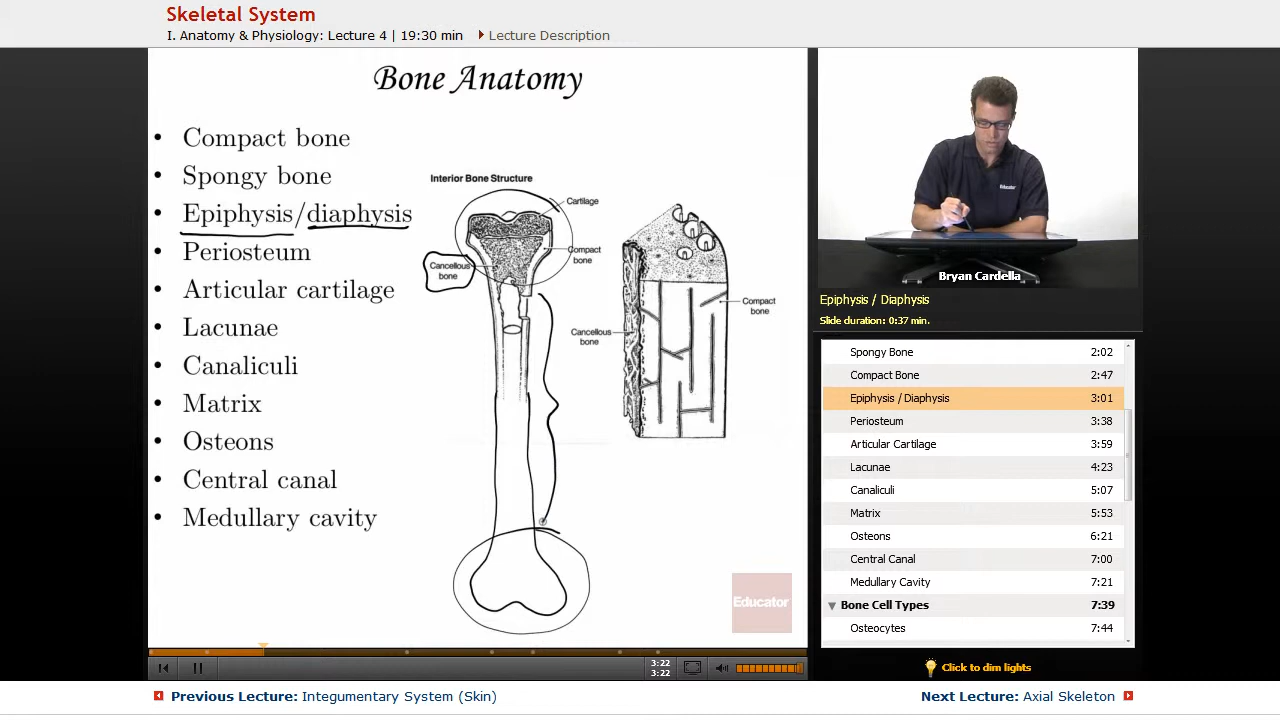 Skeletal System
I. Anatomy & Physiology: Lecture 4 | 19:30 min
Lecture Description
Bone Anatomy
• Compact bone
• Spongy bone
• Epiphysis/diaphysis
• Periosteum
• Articular cartilage
• Lacunae
• Canaliculi
• Matrix
• Osteons
• Central canal
• Medullary cavity
Interior Bone Structure
Cartilage
Compact
bone
Cancellous
bone
Cancellous
bone
Compact
bone
Educator
Educator
Bryan Cardella
Epiphysis / Diaphysis
Slide duration: 0:37 min.
Spongy Bone 2:02
Compact Bone 2:47
Epiphysis / Diaphysis 3:01
Periosteum 3:38
Articular Cartilage 3:59
Lacunae 4:23
Canaliculi 5:07
Matrix 5:53
Osteons 6:21
Central Canal 7:00
Medullary Cavity 7:21
Bone Cell Types 7:39
Osteocytes 7:44
3:22
3:22
Click to dim lights
Previous Lecture: Integumentary System (Skin)
Next Lecture: Axial Skeleton